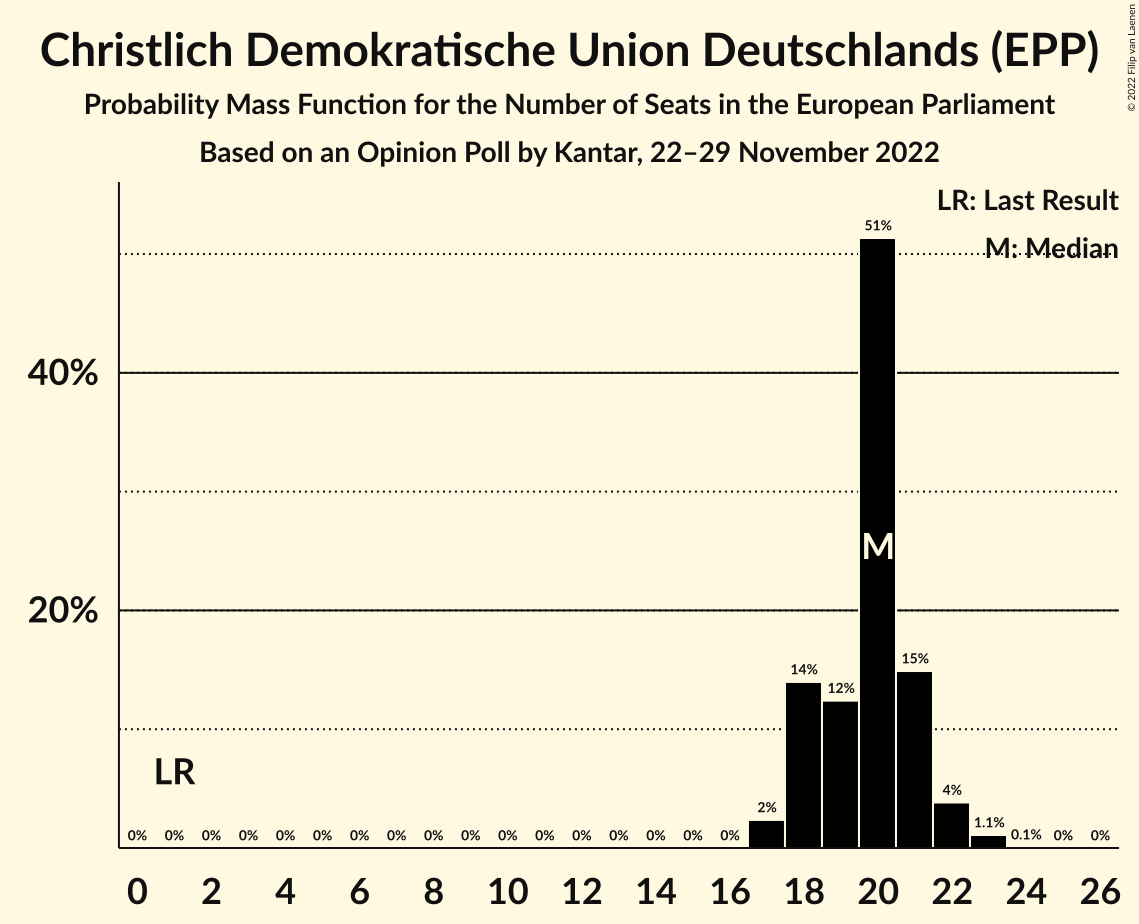 Christlich Demokratische Union Deutschlands (EPP)
Probability Mass Function for the Number of Seats in the European Parliament
Based on an Opinion Poll by Kantar, 22–29 November 2022
© 2022 Filip van Laenen
LR: Last Result
M: Median
51%
40%
M
20%
15%
14%
12%
LR
4%
2%
1.1%
0% 0% 0% 0% 0% 0% 0% 0% 0% 0% 0% 0% 0% 0% 0% 0% 0% 0.1% 0% 0%
0 2 4 6 8 10 12 14 16 18 20 22 24 26